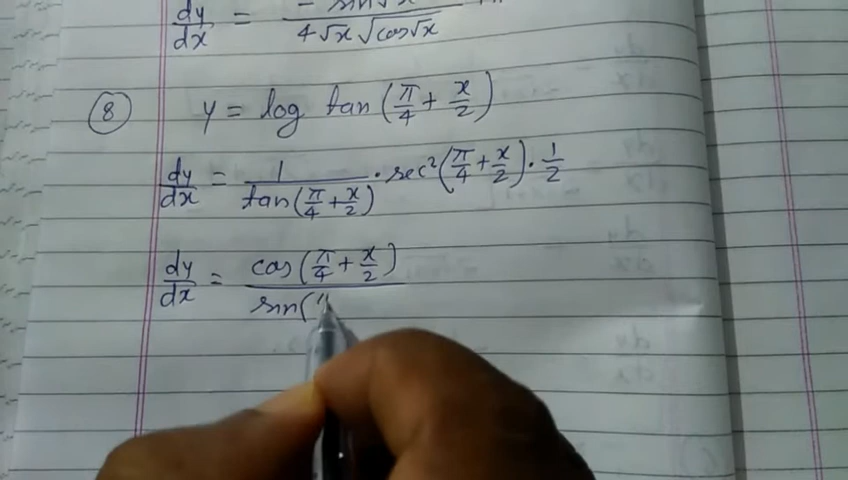 dy/dx = - sin√x / 4√x √cos√x
8 y = log tan (π/4 + x/2)
dy/dx = 1 / tan(π/4 + x/2) · sec²(π/4 + x/2) · 1/2
dy/dx = cos(π/4 + x/2) / sin(